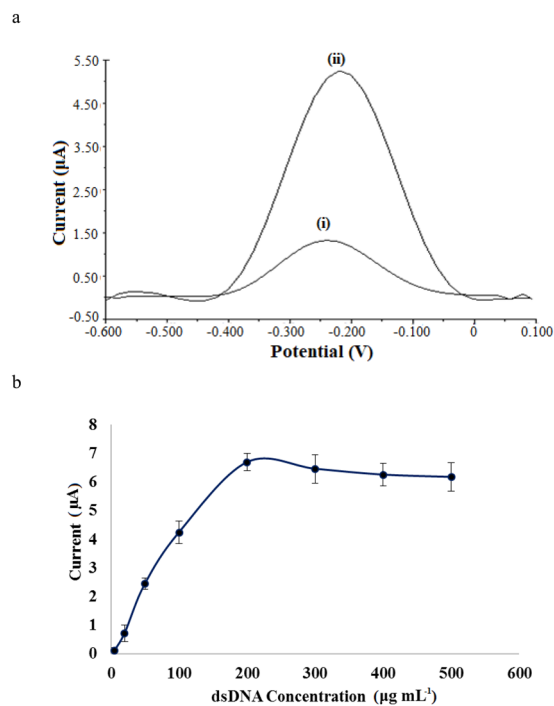 a
(ii)
5.50
4.50
3.50
2.50
1.50
0.50
-0.50
Current (µA)
(i)
-0.600 -0.500 -0.400 -0.300 -0.200 -0.100 0 0.100
Potential (V)
b
8
7
6
5
4
3
2
1
0
Current (µA)
0 100 200 300 400 500 600
dsDNA Concentration (µg mL-1)